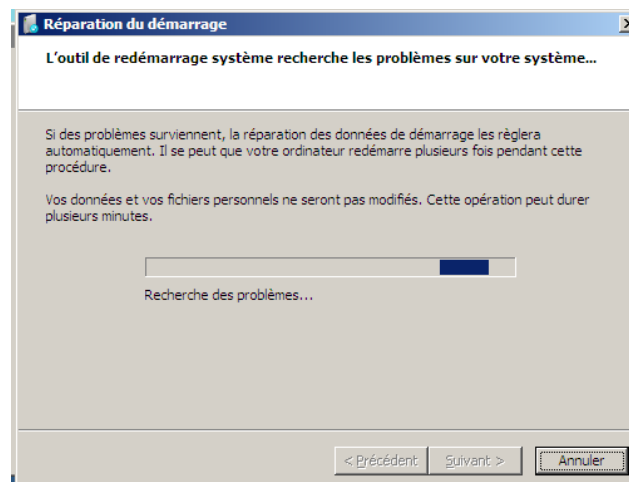 Réparation du démarrage
L'outil de redémarrage système recherche les problèmes sur votre système...
Si des problèmes surviennent, la réparation des données de démarrage les règlera
automatiquement. Il se peut que votre ordinateur redémarre plusieurs fois pendant cette
procédure.
Vos données et vos fichiers personnels ne seront pas modifiés. Cette opération peut durer
plusieurs minutes.
Recherche des problèmes...
< Précédent Suivant > Annuler